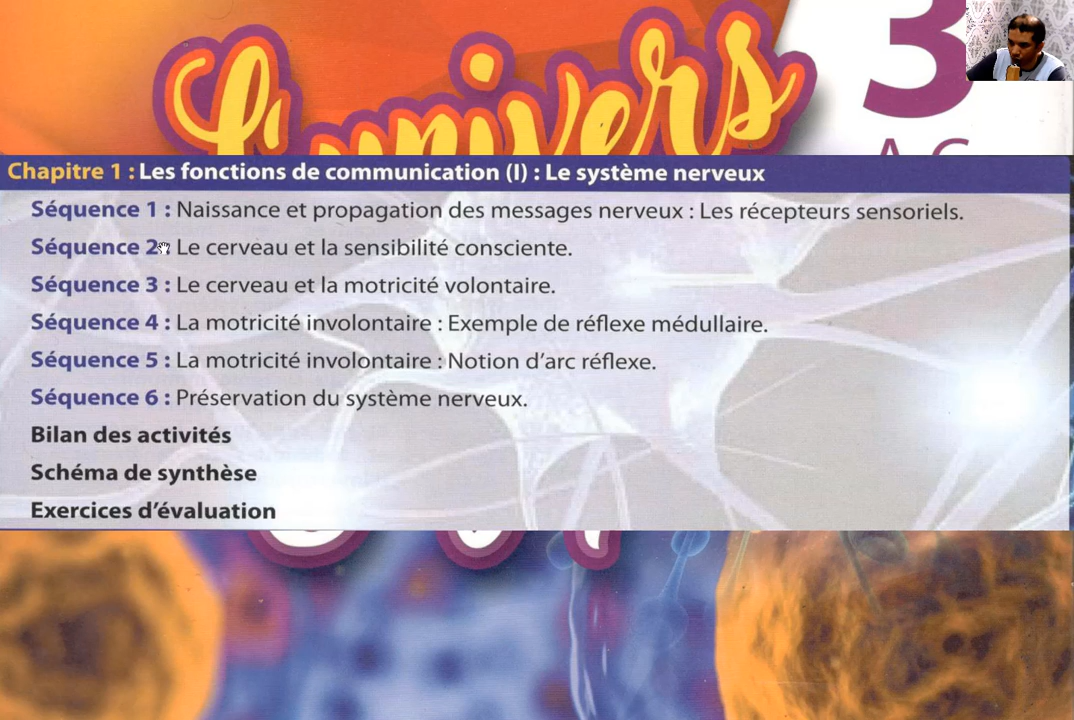 L'univers
3
Chapitre 1 : Les fonctions de communication (I) : Le système nerveux
Séquence 1 : Naissance et propagation des messages nerveux : Les récepteurs sensoriels.
Séquence 2 : Le cerveau et la sensibilité consciente.
Séquence 3 : Le cerveau et la motricité volontaire.
Séquence 4 : La motricité involontaire : Exemple de réflexe médullaire.
Séquence 5 : La motricité involontaire : Notion d'arc réflexe.
Séquence 6 : Préservation du système nerveux.
Bilan des activités
Schéma de synthèse
Exercices d'évaluation